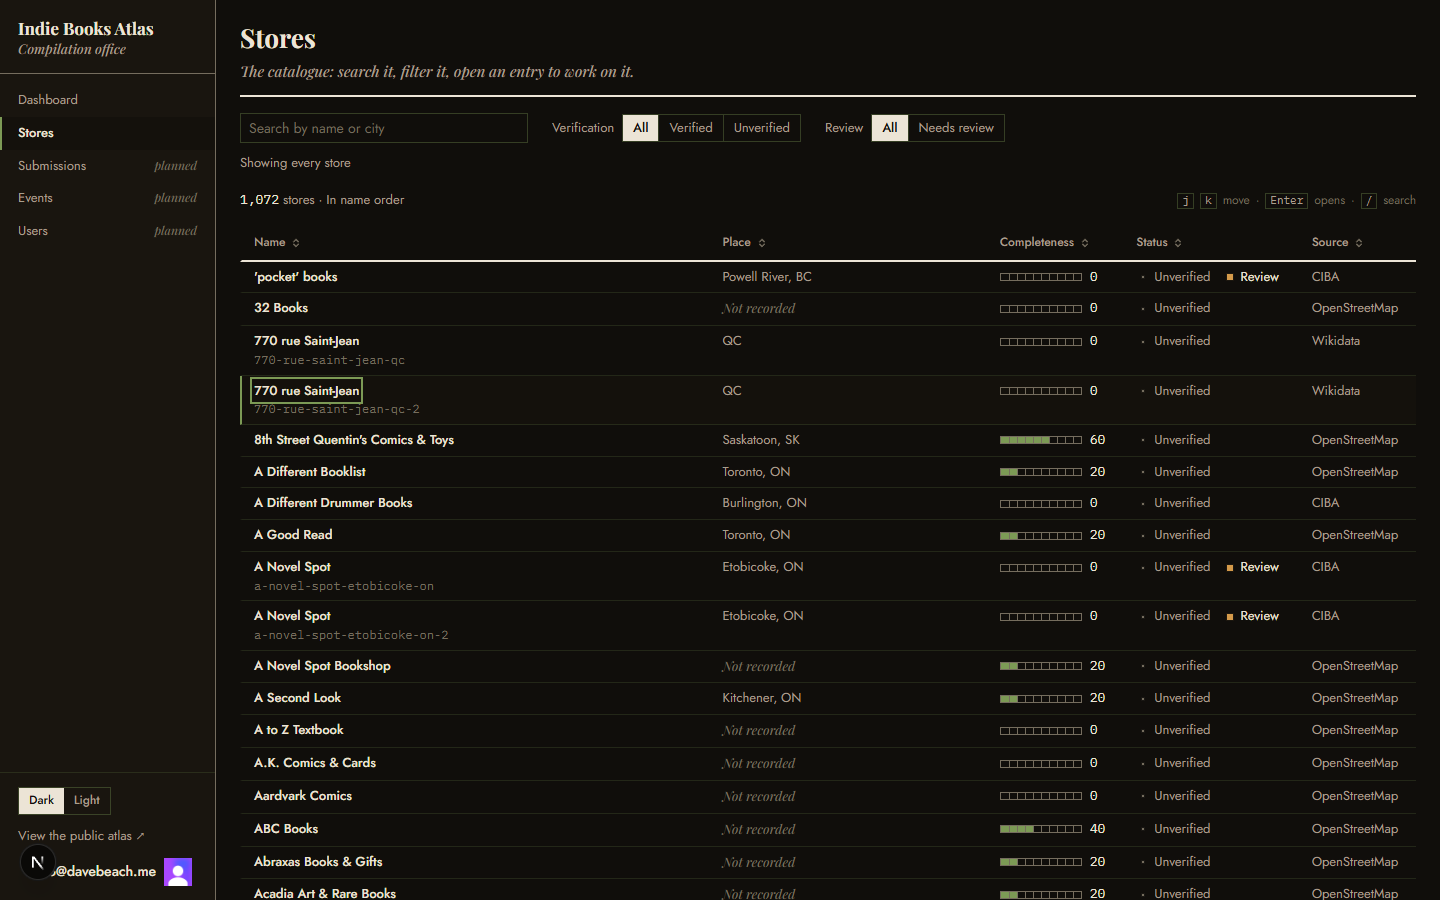 Indie Books Atlas
Compilation office
Dashboard
Stores
Submissions planned
Events planned
Users planned
Dark Light
View the public atlas ↗
N @davebeach.me
Stores
The catalogue: search it, filter it, open an entry to work on it.
Search by name or city Verification All Verified Unverified Review All Needs review
Showing every store
1,072 stores · In name order j k move · Enter opens · / search
Name Place Completeness Status Source
'pocket' books Powell River, BC 0 · Unverified Review CIBA
32 Books Not recorded 0 · Unverified OpenStreetMap
770 rue Saint-Jean QC 0 · Unverified Wikidata
770-rue-saint-jean-qc
770 rue Saint-Jean QC 0 · Unverified Wikidata
770-rue-saint-jean-qc-2
8th Street Quentin's Comics & Toys Saskatoon, SK 60 · Unverified OpenStreetMap
A Different Booklist Toronto, ON 20 · Unverified OpenStreetMap
A Different Drummer Books Burlington, ON 0 · Unverified CIBA
A Good Read Toronto, ON 20 · Unverified OpenStreetMap
A Novel Spot Etobicoke, ON 0 · Unverified Review CIBA
a-novel-spot-etobicoke-on
A Novel Spot Etobicoke, ON 0 · Unverified Review CIBA
a-novel-spot-etobicoke-on-2
A Novel Spot Bookshop Not recorded 20 · Unverified OpenStreetMap
A Second Look Kitchener, ON 20 · Unverified OpenStreetMap
A to Z Textbook Not recorded 0 · Unverified OpenStreetMap
A.K. Comics & Cards Not recorded 0 · Unverified OpenStreetMap
Aardvark Comics Not recorded 0 · Unverified OpenStreetMap
ABC Books Not recorded 40 · Unverified OpenStreetMap
Abraxas Books & Gifts Not recorded 20 · Unverified OpenStreetMap
Acadia Art & Rare Books Not recorded 20 · Unverified OpenStreetMap